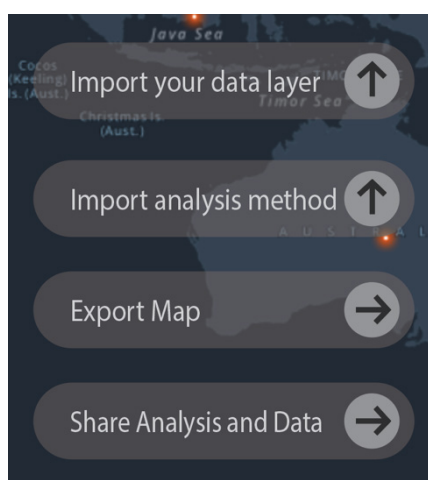 Java Sea
Cocos
(Keeling)
Is. (Aust.)
Import your data layer
Timor Sea
Christmas Is.
(Aust.)
Import analysis method
AUSTRAL
Export Map
Share Analysis and Data